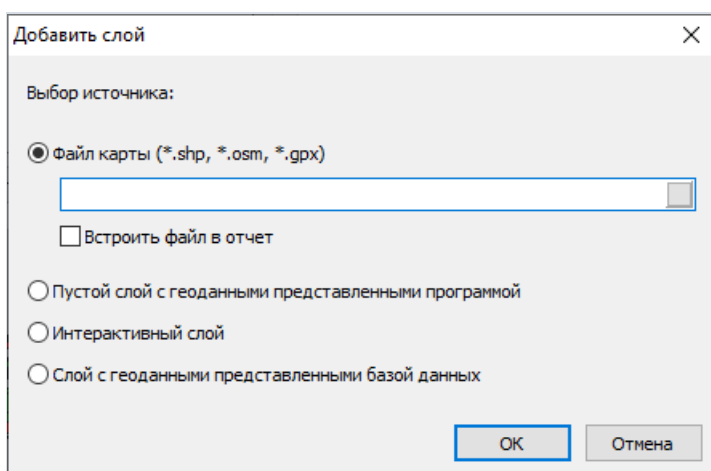 Добавить слой
Выбор источника:
Файл карты (*.shp, *.osm, *.gpx)
Встроить файл в отчет
Пустой слой с геоданными представленными программой
Интерактивный слой
Слой с геоданными представленными базой данных
ОК Отмена